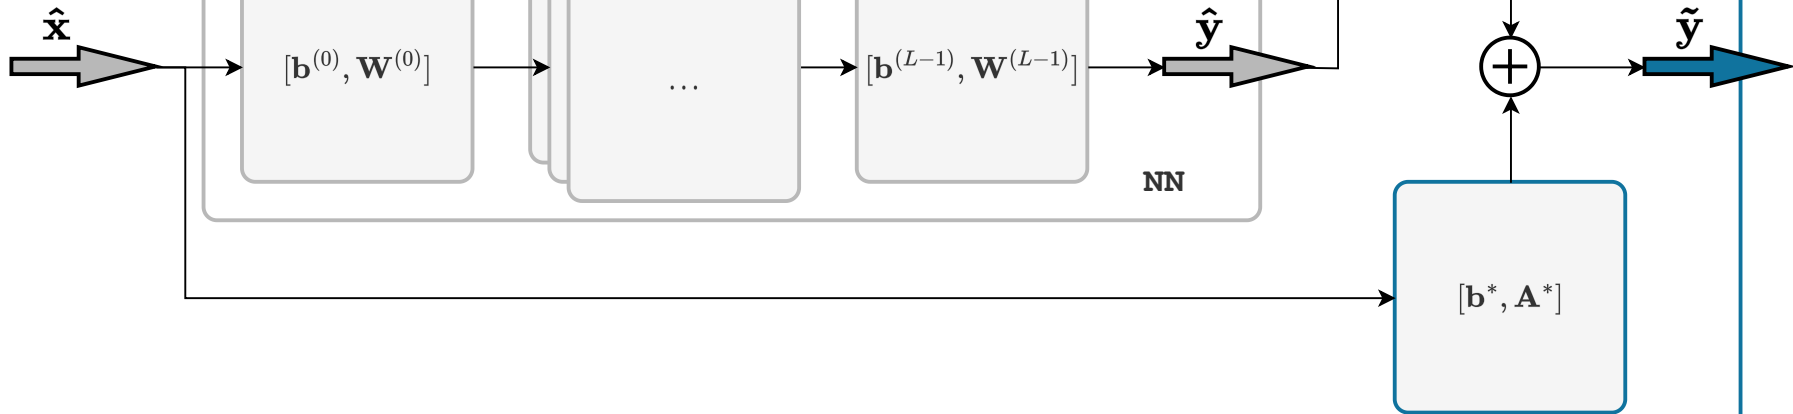 x̂
[b⁽⁰⁾, W⁽⁰⁾]
...
[b⁽ᴸ⁻¹⁾, W⁽ᴸ⁻¹⁾]
ŷ
+
ỹ
NN
[b*, A*]